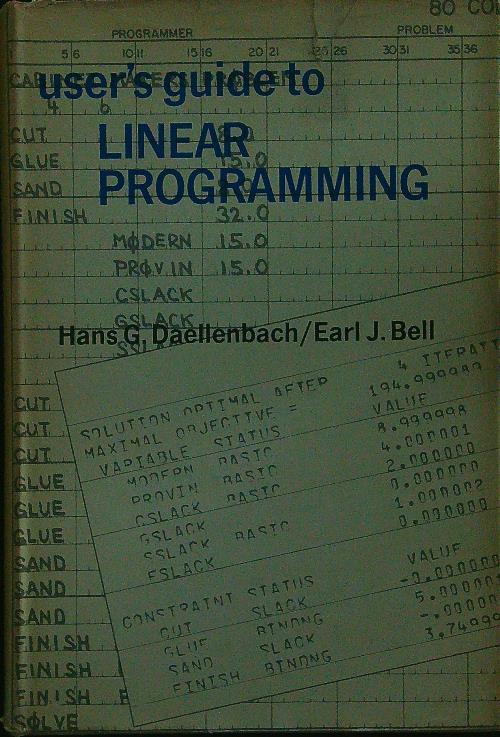 80 COL
PROGRAMMER PROBLEM
5 6 10 11 15 16 20 21 25 26 30 31 35 36
user's guide to
4 6
CUT
LINEAR
GLUE 15.0
SAND
PROGRAMMING
FINISH 32.0
MØDERN 15.0
PRØVIN 15.0
CSLACK
GSLACK
Hans G. Daellenbach/Earl J. Bell
CUT
CUT
CUT
GLUE
GLUE
GLUE
SAND
SAND
SAND
FINISH
FINISH
FINISH F
SØLVE
SOLUTION OPTIMAL AFTER 4 ITERATI
MAXIMAL OBJECTIVE = 194.999989
VARIABLE STATUS VALUE
MODERN BASIC 8.999998
PROVIN BASIC 4.000001
CSLACK BASIC 2.000000
GSLACK 0.000000
SSLACK BASIC 1.000002
FSLACK 0.000000
CONSTRAINT STATUS VALUE
CUT SLACK -0.000000
GLUE BINDNG 5.00000
SAND SLACK -.00000
FINISH BINDNG 3.74999